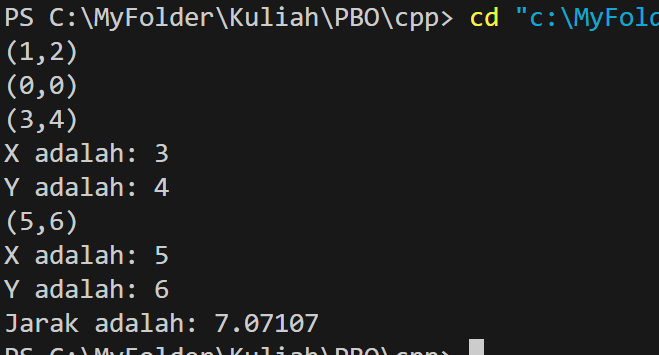 PS C:\MyFolder\Kuliah\PBO\cpp> cd "c:\MyFold
(1,2)
(0,0)
(3,4)
X adalah: 3
Y adalah: 4
(5,6)
X adalah: 5
Y adalah: 6
Jarak adalah: 7.07107
PS C:\MyFolder\Kuliah\PBO\cpp>